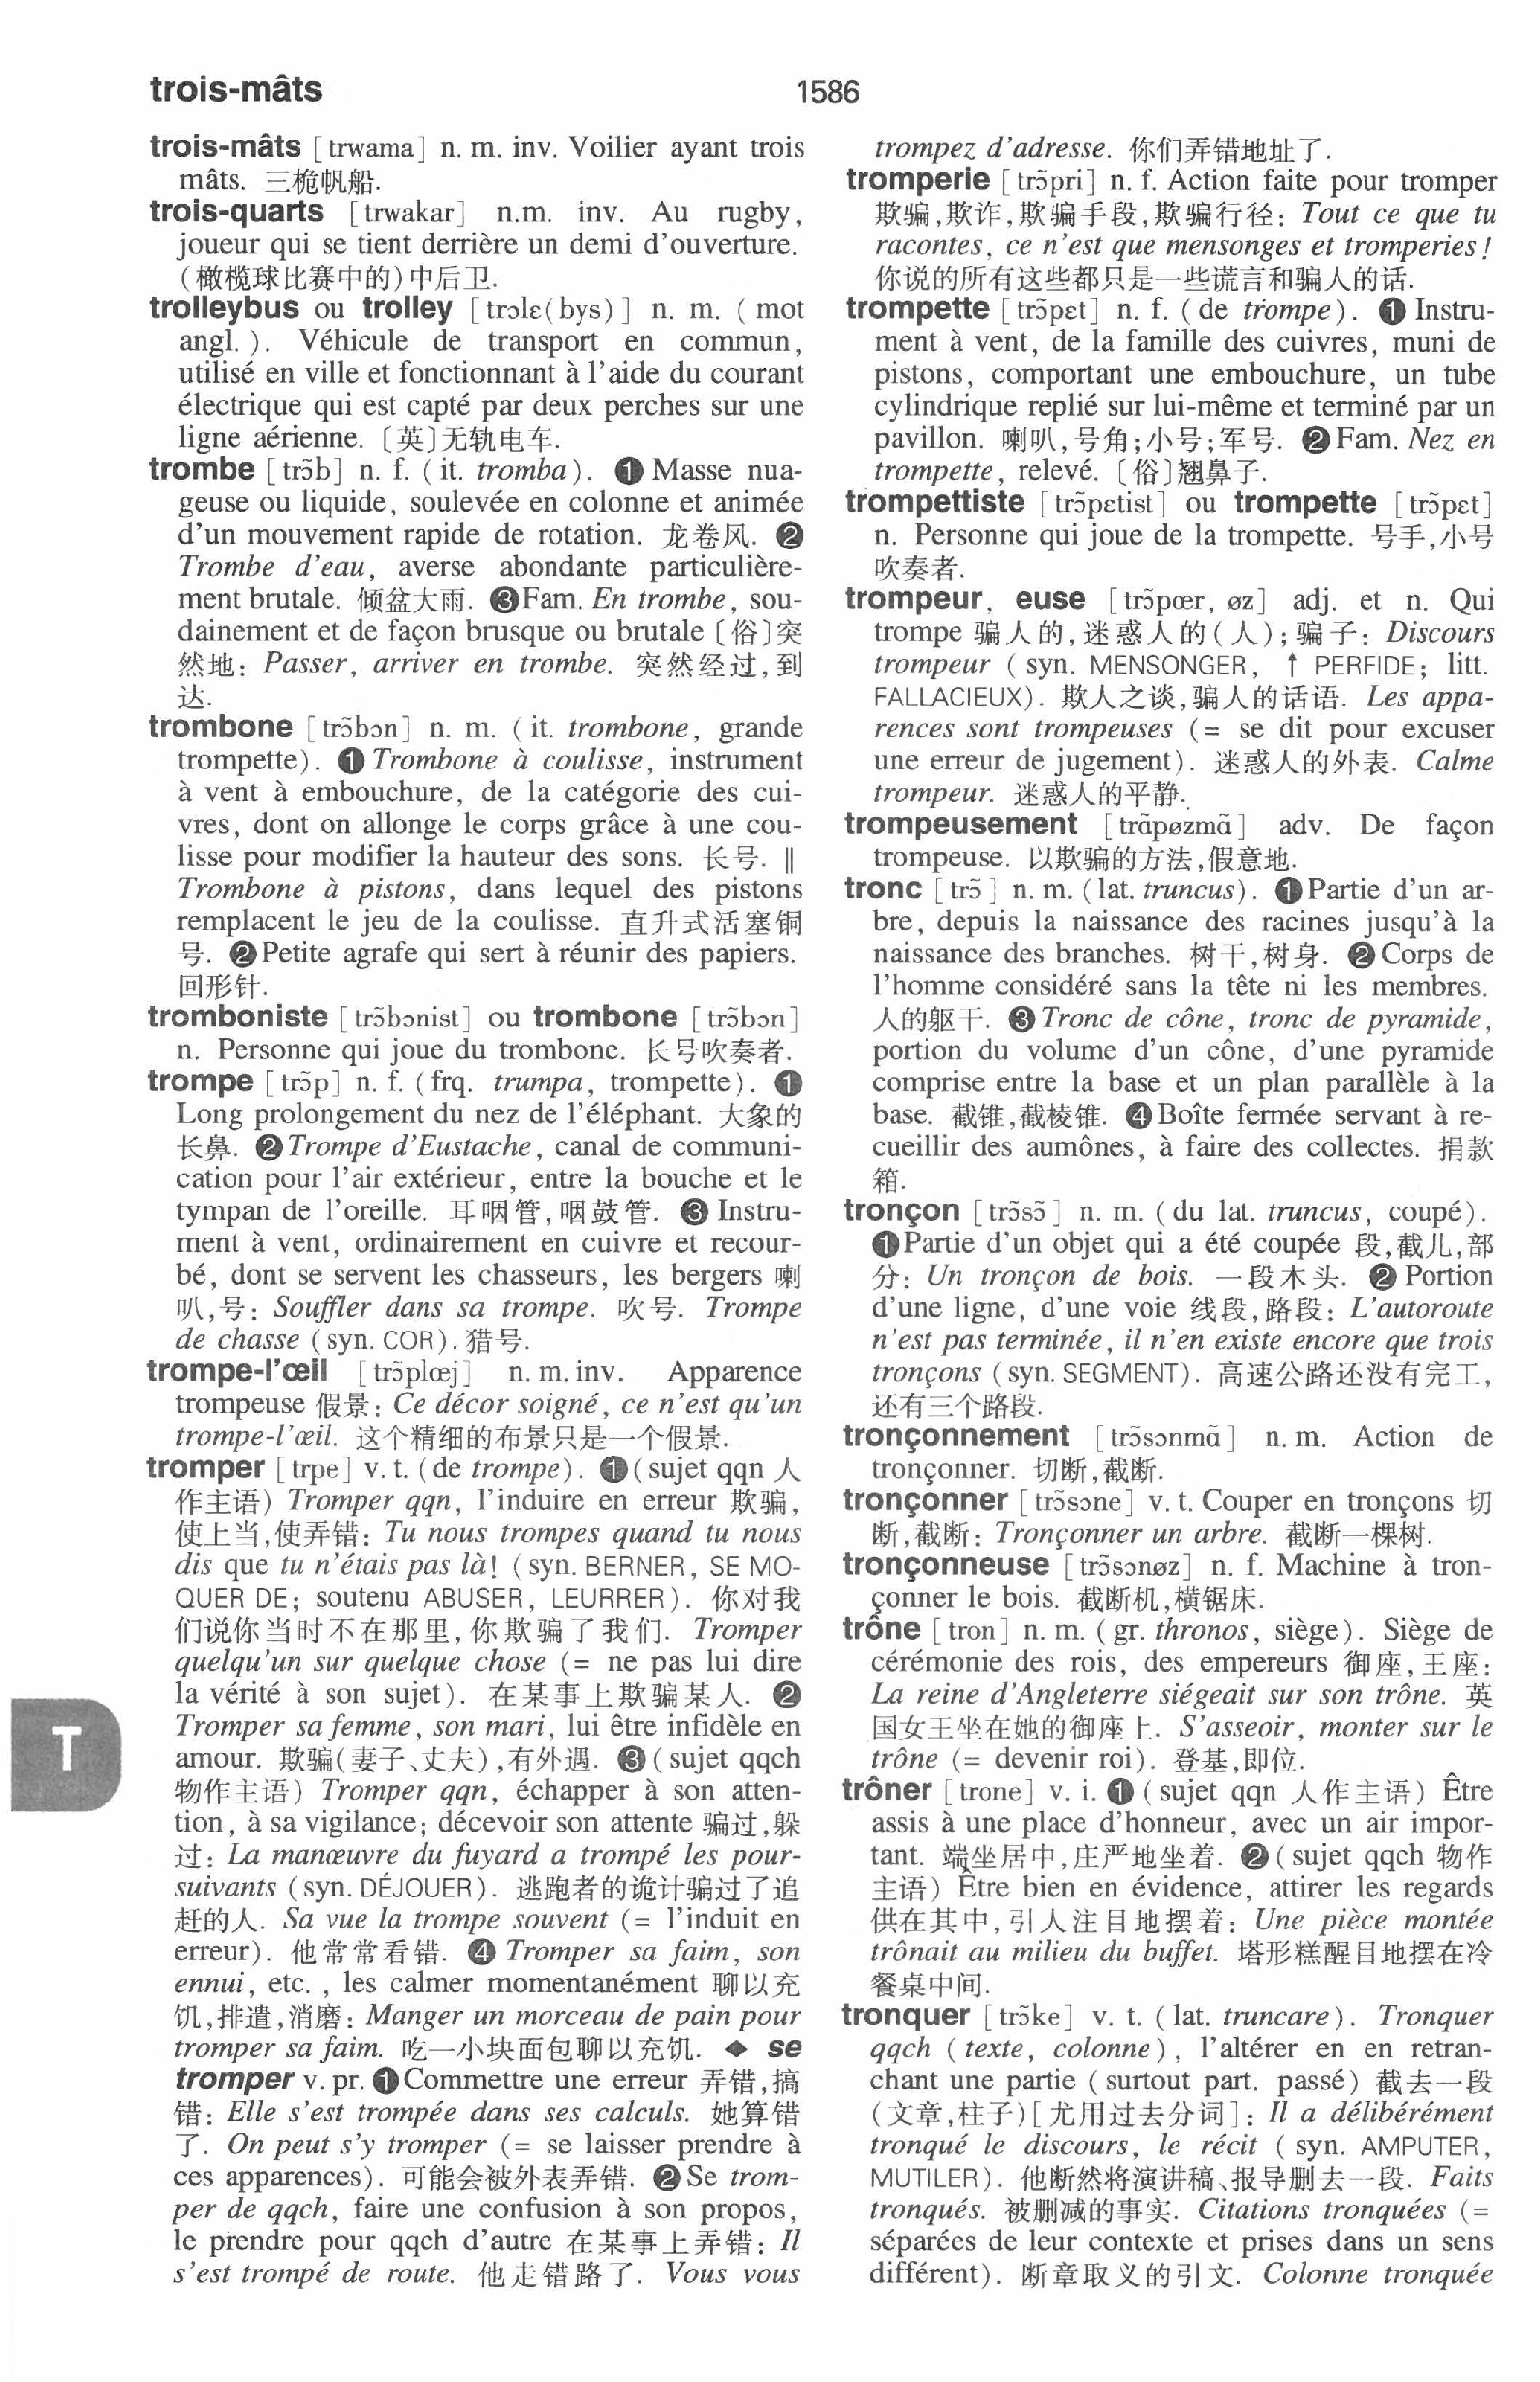 trois-mâts
1586
trois-mâts [trwama] n. m. inv. Voilier ayant trois
mâts. 三桅帆船.
trois-quarts [trwakar] n.m. inv. Au rugby,
joueur qui se tient derrière un demi d'ouverture.
(橄榄球比赛中的)中后卫.
trolleybus ou trolley [trɔlɛ(bys)] n. m. (mot
angl.). Véhicule de transport en commun,
utilisé en ville et fonctionnant à l'aide du courant
électrique qui est capté par deux perches sur une
ligne aérienne. 〔英〕无轨电车.
trombe [trɔ̃b] n. f. (it. tromba). ❶ Masse nua-
geuse ou liquide, soulevée en colonne et animée
d'un mouvement rapide de rotation. 龙卷风. ❷
Trombe d'eau, averse abondante particulière-
ment brutale. 倾盆大雨. ❸Fam. En trombe, sou-
dainement et de façon brusque ou brutale 〔俗〕突
然地: Passer, arriver en trombe. 突然经过,到
达.
trombone [trɔ̃bɔn] n. m. (it. trombone, grande
trompette). ❶ Trombone à coulisse, instrument
à vent à embouchure, de la catégorie des cui-
vres, dont on allonge le corps grâce à une cou-
lisse pour modifier la hauteur des sons. 长号. ‖
Trombone à pistons, dans lequel des pistons
remplacent le jeu de la coulisse. 直升式活塞铜
号. ❷Petite agrafe qui sert à réunir des papiers.
回形针.
tromboniste [trɔ̃bɔnist] ou trombone [trɔ̃bɔn]
n. Personne qui joue du trombone. 长号吹奏者.
trompe [trɔ̃p] n. f. (frq. trumpa, trompette). ❶
Long prolongement du nez de l'éléphant. 大象的
长鼻. ❷Trompe d'Eustache, canal de communi-
cation pour l'air extérieur, entre la bouche et le
tympan de l'oreille. 耳咽管,咽鼓管. ❸ Instru-
ment à vent, ordinairement en cuivre et recour-
bé, dont se servent les chasseurs, les bergers 喇
叭,号: Souffler dans sa trompe. 吹号. Trompe
de chasse (syn. COR).猎号.
trompe-l'œil [trɔ̃plœj] n. m. inv. Apparence
trompeuse 假景: Ce décor soigné, ce n'est qu'un
trompe-l'œil. 这个精细的布景只是一个假景.
tromper [trpe] v. t. (de trompe). ❶(sujet qqn 人
作主语) Tromper qqn, l'induire en erreur 欺骗,
使上当,使弄错: Tu nous trompes quand tu nous
dis que tu n'étais pas là! (syn. BERNER, SE MO-
QUER DE; soutenu ABUSER, LEURRER). 你对我
们说你当时不在那里,你欺骗了我们. Tromper
quelqu'un sur quelque chose (= ne pas lui dire
la vérité à son sujet). 在某事上欺骗某人. ❷
Tromper sa femme, son mari, lui être infidèle en
amour. 欺骗(妻子、丈夫),有外遇. ❸(sujet qqch
物作主语) Tromper qqn, échapper à son atten-
tion, à sa vigilance; décevoir son attente 骗过,躲
过: La manœuvre du fuyard a trompé les pour-
suivants (syn. DÉJOUER). 逃跑者的诡计骗过了追
赶的人. Sa vue la trompe souvent (= l'induit en
erreur). 他常常看错. ❹ Tromper sa faim, son
ennui, etc., les calmer momentanément 聊以充
饥,排遣,消磨: Manger un morceau de pain pour
tromper sa faim. 吃一小块面包聊以充饥. ◆ se
tromper v. pr. ❶Commettre une erreur 弄错,搞
错: Elle s'est trompée dans ses calculs. 她算错
了. On peut s'y tromper (= se laisser prendre à
ces apparences). 可能会被外表弄错. ❷Se trom-
per de qqch, faire une confusion à son propos,
le prendre pour qqch d'autre 在某事上弄错: Il
s'est trompé de route. 他走错路了. Vous vous
trompez d'adresse. 你们弄错地址了.
tromperie [trɔ̃pri] n. f. Action faite pour tromper
欺骗,欺诈,欺骗手段,欺骗行径: Tout ce que tu
racontes, ce n'est que mensonges et tromperies!
你说的所有这些都只是一些谎言和骗人的话.
trompette [trɔ̃pɛt] n. f. (de trompe). ❶ Instru-
ment à vent, de la famille des cuivres, muni de
pistons, comportant une embouchure, un tube
cylindrique replié sur lui-même et terminé par un
pavillon. 喇叭,号角;小号;军号. ❷Fam. Nez en
trompette, relevé. 〔俗〕翘鼻子.
trompettiste [trɔ̃pɛtist] ou trompette [trɔ̃pɛt]
n. Personne qui joue de la trompette. 号手,小号
吹奏者.
trompeur, euse [trɔ̃pœr, øz] adj. et n. Qui
trompe 骗人的,迷惑人的(人);骗子: Discours
trompeur (syn. MENSONGER, ↑ PERFIDE; litt.
FALLACIEUX). 欺人之谈,骗人的话语. Les appa-
rences sont trompeuses (= se dit pour excuser
une erreur de jugement). 迷惑人的外表. Calme
trompeur. 迷惑人的平静.
trompeusement [trɑ̃pøzmɑ̃] adv. De façon
trompeuse. 以欺骗的方法,假意地.
tronc [trɔ̃] n. m. (lat. truncus). ❶Partie d'un ar-
bre, depuis la naissance des racines jusqu'à la
naissance des branches. 树干,树身. ❷Corps de
l'homme considéré sans la tête ni les membres.
人的躯干. ❸Tronc de cône, tronc de pyramide,
portion du volume d'un cône, d'une pyramide
comprise entre la base et un plan parallèle à la
base. 截锥,截棱锥. ❹Boîte fermée servant à re-
cueillir des aumônes, à faire des collectes. 捐款
箱.
tronçon [trɔ̃sɔ̃] n. m. (du lat. truncus, coupé).
❶Partie d'un objet qui a été coupée 段,截儿,部
分: Un tronçon de bois. 一段木头. ❷ Portion
d'une ligne, d'une voie 线段,路段: L'autoroute
n'est pas terminée, il n'en existe encore que trois
tronçons (syn. SEGMENT). 高速公路还没有完工,
还有三个路段.
tronçonnement [trɔ̃sɔnmɑ̃] n. m. Action de
tronçonner. 切断,截断.
tronçonner [trɔ̃sɔne] v. t. Couper en tronçons 切
断,截断: Tronçonner un arbre. 截断一棵树.
tronçonneuse [trɔ̃sɔnøz] n. f. Machine à tron-
çonner le bois. 截断机,横锯床.
trône [tron] n. m. (gr. thronos, siège). Siège de
cérémonie des rois, des empereurs 御座,王座:
La reine d'Angleterre siégeait sur son trône. 英
国女王坐在她的御座上. S'asseoir, monter sur le
trône (= devenir roi). 登基,即位.
trôner [trone] v. i. ❶(sujet qqn 人作主语) Être
assis à une place d'honneur, avec un air impor-
tant. 端坐居中,庄严地坐着. ❷(sujet qqch 物作
主语) Être bien en évidence, attirer les regards
供在其中,引人注目地摆着: Une pièce montée
trônait au milieu du buffet. 塔形糕醒目地摆在冷
餐桌中间.
tronquer [trɔ̃ke] v. t. (lat. truncare). Tronquer
qqch (texte, colonne), l'altérer en en retran-
chant une partie (surtout part. passé) 截去一段
(文章,柱子)[尤用过去分词]: Il a délibérément
tronqué le discours, le récit (syn. AMPUTER,
MUTILER). 他断然将演讲稿、报导删去一段. Faits
tronqués. 被删减的事实. Citations tronquées (=
séparées de leur contexte et prises dans un sens
différent). 断章取义的引文. Colonne tronquée
T